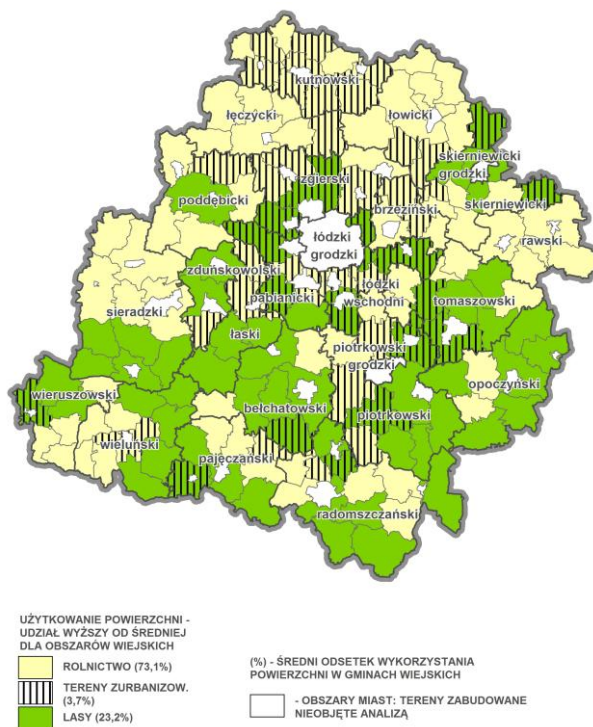 kutnowski
łęczycki
łowicki
skierniewicki
grodzki
zgierski
poddębicki
brzeziński
skierniewicki
rawski
łódzki
grodzki
zduńskowolski
łódzki
wschodni
pabianicki
tomaszowski
sieradzki
łaski
piotrkowski
grodzki
opoczyński
wieruszowski
bełchatowski
piotrkowski
wieluński
pajęczański
radomszczański
UŻYTKOWANIE POWIERZCHNI -
UDZIAŁ WYŻSZY OD ŚREDNIEJ
DLA OBSZARÓW WIEJSKICH
ROLNICTWO (73,1%)
TERENY ZURBANIZOW.
(3,7%)
LASY (23,2%)
(%) - ŚREDNI ODSETEK WYKORZYSTANIA
POWIERZCHNI W GMINACH WIEJSKICH
- OBSZARY MIAST: TERENY ZABUDOWANE
NIEOBJĘTE ANALIZĄ